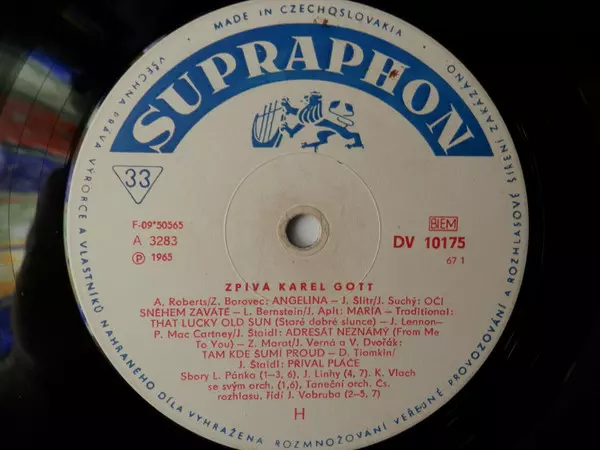 MADE IN CZECHOSLOVAKIA
SUPRAPHON
VŠECHNA PRÁVA VÝROBCE A VLASTNÍKŮ NAHRANÉHO DÍLA VYHRAŽENA • ROZMNOŽOVÁNÍ VEŘEJNÉ PROVOZOVÁNÍ A ROZHLASOVÉ ŠÍŘENÍ ZAKÁZÁNO
33
F-09*50565
A 3283
℗ 1965
BIEM
DV 10175
67 1
ZPÍVÁ KAREL GOTT
A. Roberts/Z. Borovec: ANGELINA – J. Šlitr/J. Suchý: OČI
SNĚHEM ZAVÁTÉ – L. Bernstein/J. Aplt: MARIA – Traditional:
THAT LUCKY OLD SUN (Staré dobré slunce) – J. Lennon-
P. Mac Cartney/J. Staidl: ADRESÁT NEZNÁMÝ (From Me
To You) – Z. Marat/J. Verná a V. Dvořák:
TAM KDE ŠUMÍ PROUD – D. Tiomkin/
J. Štaidl: PŘÍVAL PLÁČE
Sbory L. Pánka (1–3, 6), J. Linhy (4, 7). K. Vlach
se svým orch. (1,6), Taneční orch. Čs.
rozhlasu, řídí J. Vobruba (2–5, 7)
H